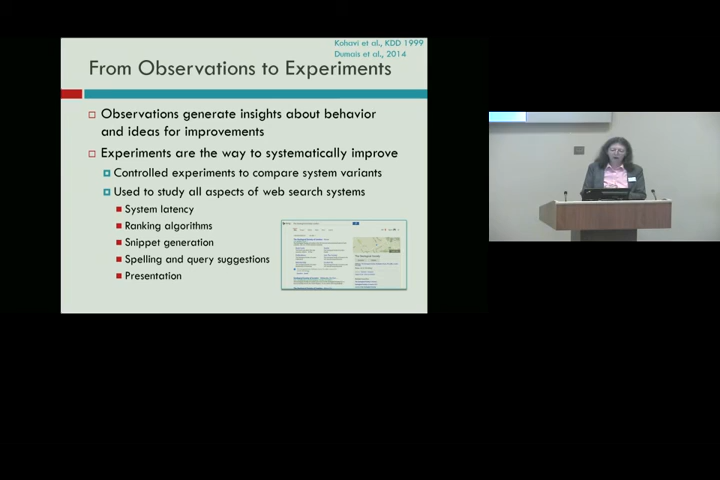 Kohavi et al., KDD 1999
Dumais et al., 2014
From Observations to Experiments
Observations generate insights about behavior
and ideas for improvements
Experiments are the way to systematically improve
Controlled experiments to compare system variants
Used to study all aspects of web search systems
System latency
Ranking algorithms
Snippet generation
Spelling and query suggestions
Presentation